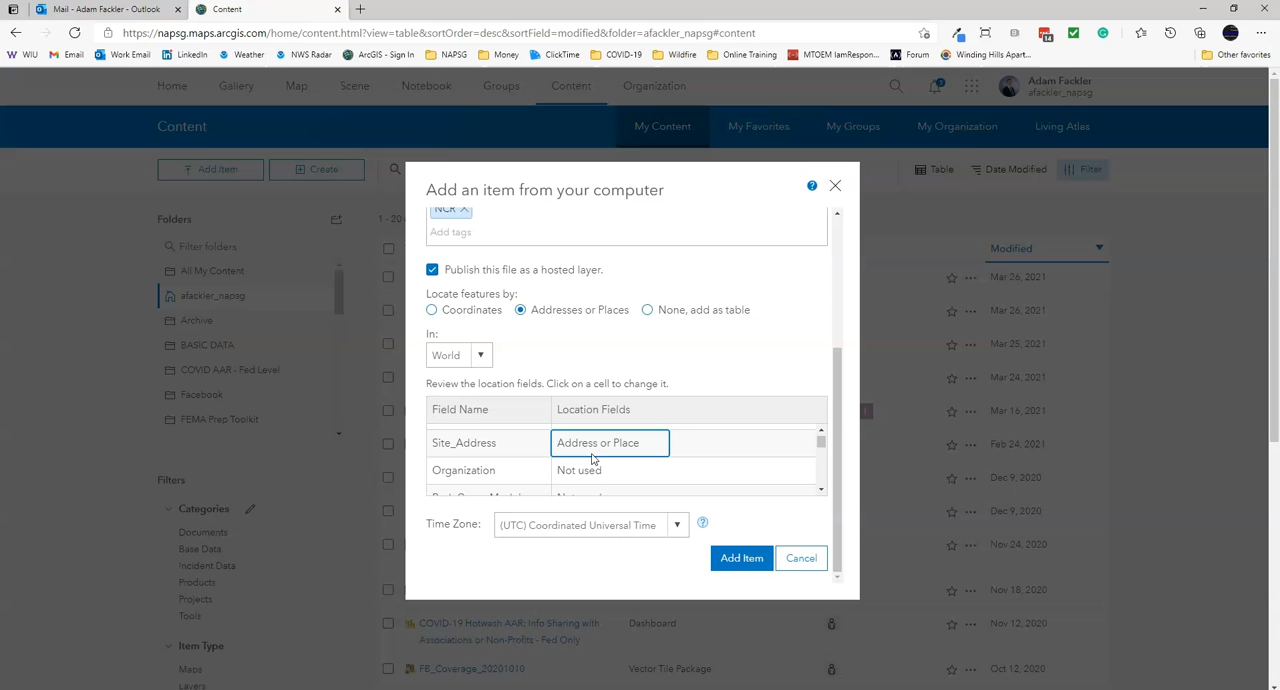 Mail - Adam Fackler - Outlook
Content
https://napsg.maps.arcgis.com/home/content.html?view=table&sortOrder=desc&sortField=modified&folder=afackler_napsg#content
WIU
Email
Work Email
LinkedIN
Weather
NWS Radar
ArcGIS - Sign In
NAPSG
Money
ClickTime
COVID-19
Wildfire
Online Training
MTOEM IamRespon...
Forum
Winding Hills Apart...
Other favorites
Home
Gallery
Map
Scene
Notebook
Groups
Content
Organization
Adam Fackler
afackler_napsg
Content
My Content
My Favorites
My Groups
My Organization
Living Atlas
Add Item
Create
Table
Date Modified
Filter
Folders
Filter folders
All My Content
afackler_napsg
Archive
BASIC DATA
COVID AAR - Fed Level
Facebook
FEMA Prep Toolkit
Filters
Categories
Documents
Base Data
Incident Data
Products
Projects
Tools
Item Type
Maps
Layers
1 - 20
Add an item from your computer
NCR
Add tags
Publish this file as a hosted layer.
Locate features by:
Coordinates
Addresses or Places
None, add as table
In:
World
Review the location fields. Click on a cell to change it.
Field Name
Location Fields
Site_Address
Address or Place
Organization
Not used
Time Zone:
(UTC) Coordinated Universal Time
Add Item
Cancel
Modified
Mar 26, 2021
Mar 26, 2021
Mar 25, 2021
Mar 24, 2021
Mar 16, 2021
Feb 24, 2021
Dec 9, 2020
Dec 9, 2020
Nov 24, 2020
Nov 18, 2020
COVID-19 Hotwash AAR: Info Sharing with
Associations or Non-Profits - Fed Only
Dashboard
Nov 12, 2020
FB_Coverage_20201010
Vector Tile Package
Oct 12, 2020